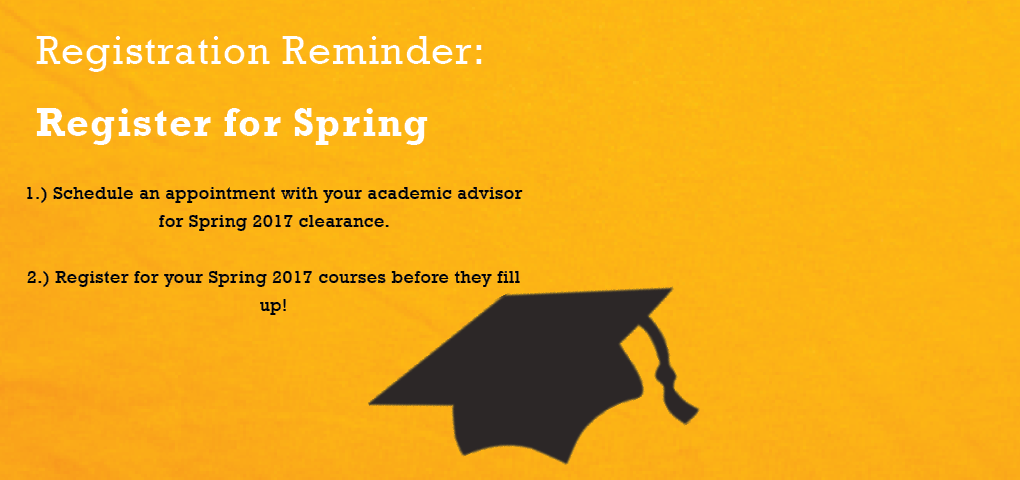 Registration Reminder:
Register for Spring
1.) Schedule an appointment with your academic advisor
for Spring 2017 clearance.
2.) Register for your Spring 2017 courses before they fill
up!